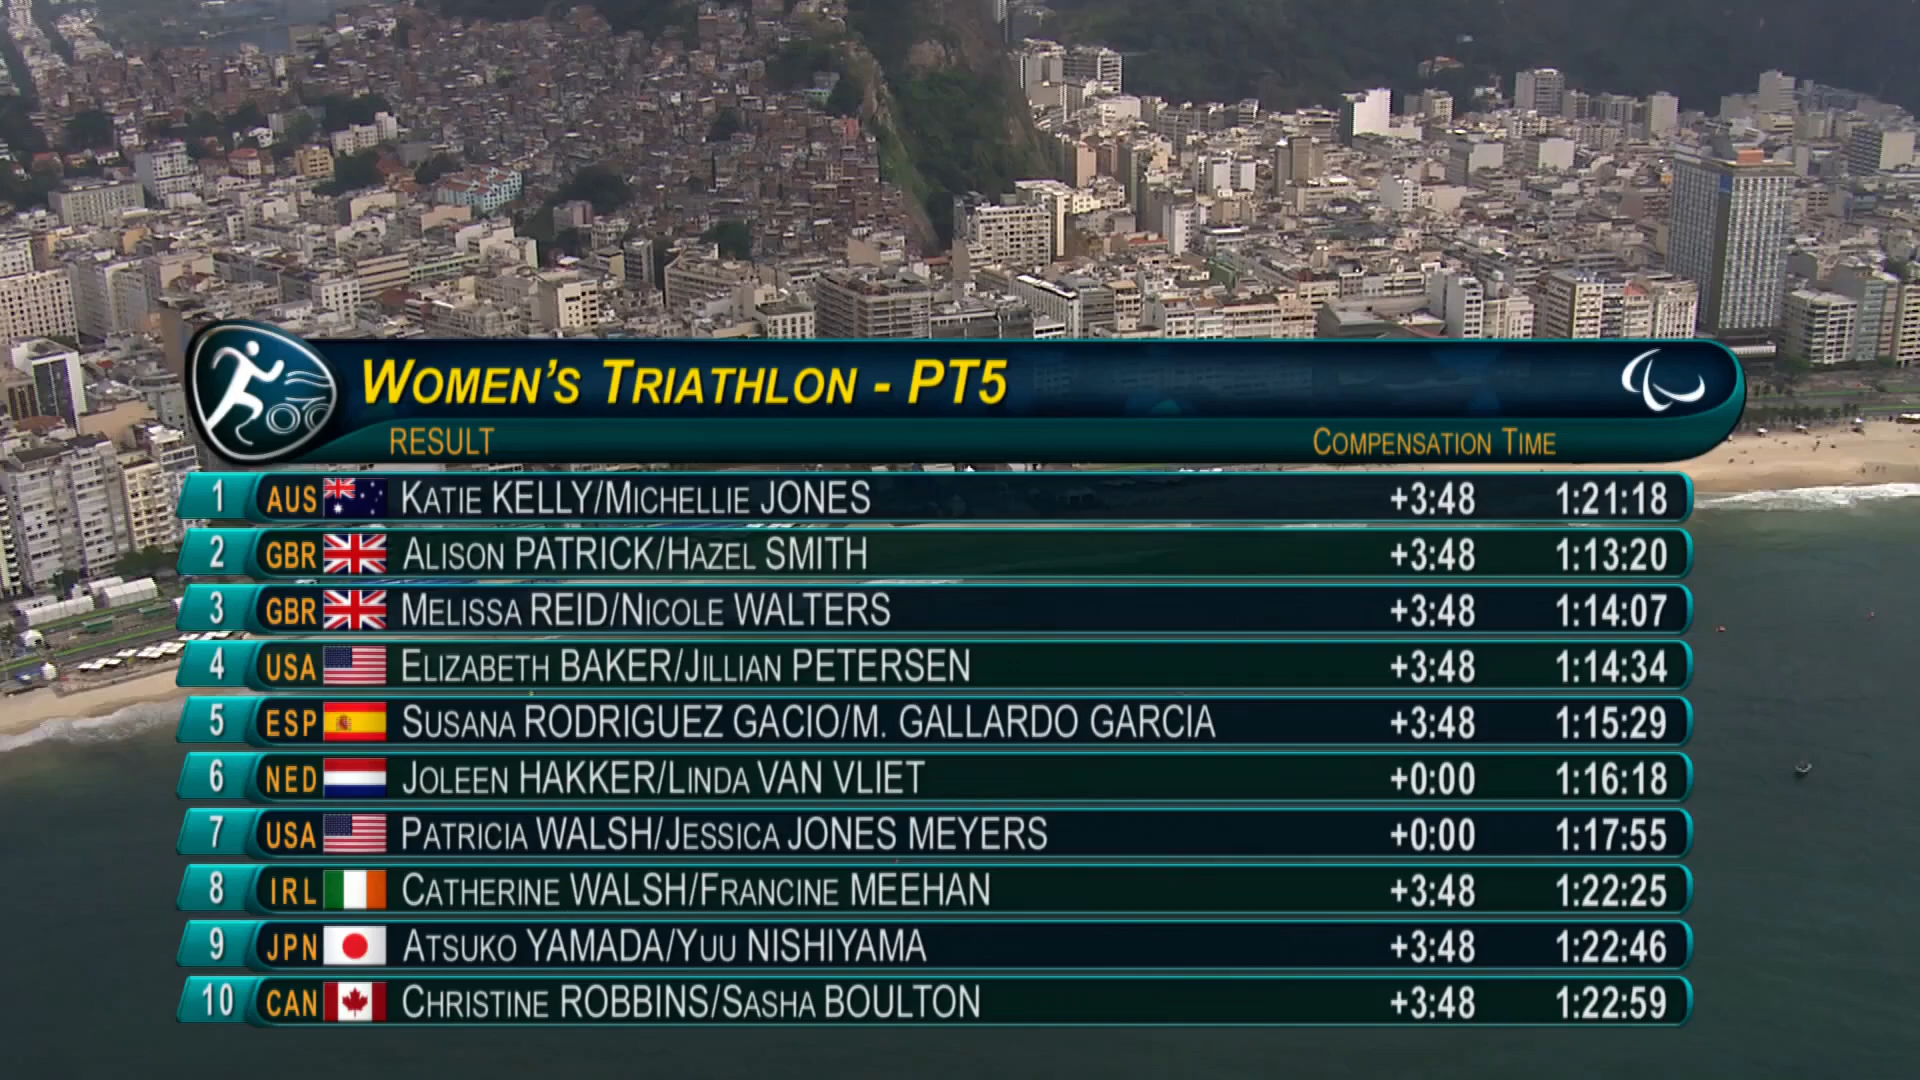 WOMEN'S TRIATHLON - PT5
RESULT COMPENSATION TIME
1 AUS KATIE KELLY/MICHELLIE JONES +3:48 1:21:18
2 GBR ALISON PATRICK/HAZEL SMITH +3:48 1:13:20
3 GBR MELISSA REID/NICOLE WALTERS +3:48 1:14:07
4 USA ELIZABETH BAKER/JILLIAN PETERSEN +3:48 1:14:34
5 ESP SUSANA RODRIGUEZ GACIO/M. GALLARDO GARCIA +3:48 1:15:29
6 NED JOLEEN HAKKER/LINDA VAN VLIET +0:00 1:16:18
7 USA PATRICIA WALSH/JESSICA JONES MEYERS +0:00 1:17:55
8 IRL CATHERINE WALSH/FRANCINE MEEHAN +3:48 1:22:25
9 JPN ATSUKO YAMADA/YUU NISHIYAMA +3:48 1:22:46
10 CAN CHRISTINE ROBBINS/SASHA BOULTON +3:48 1:22:59